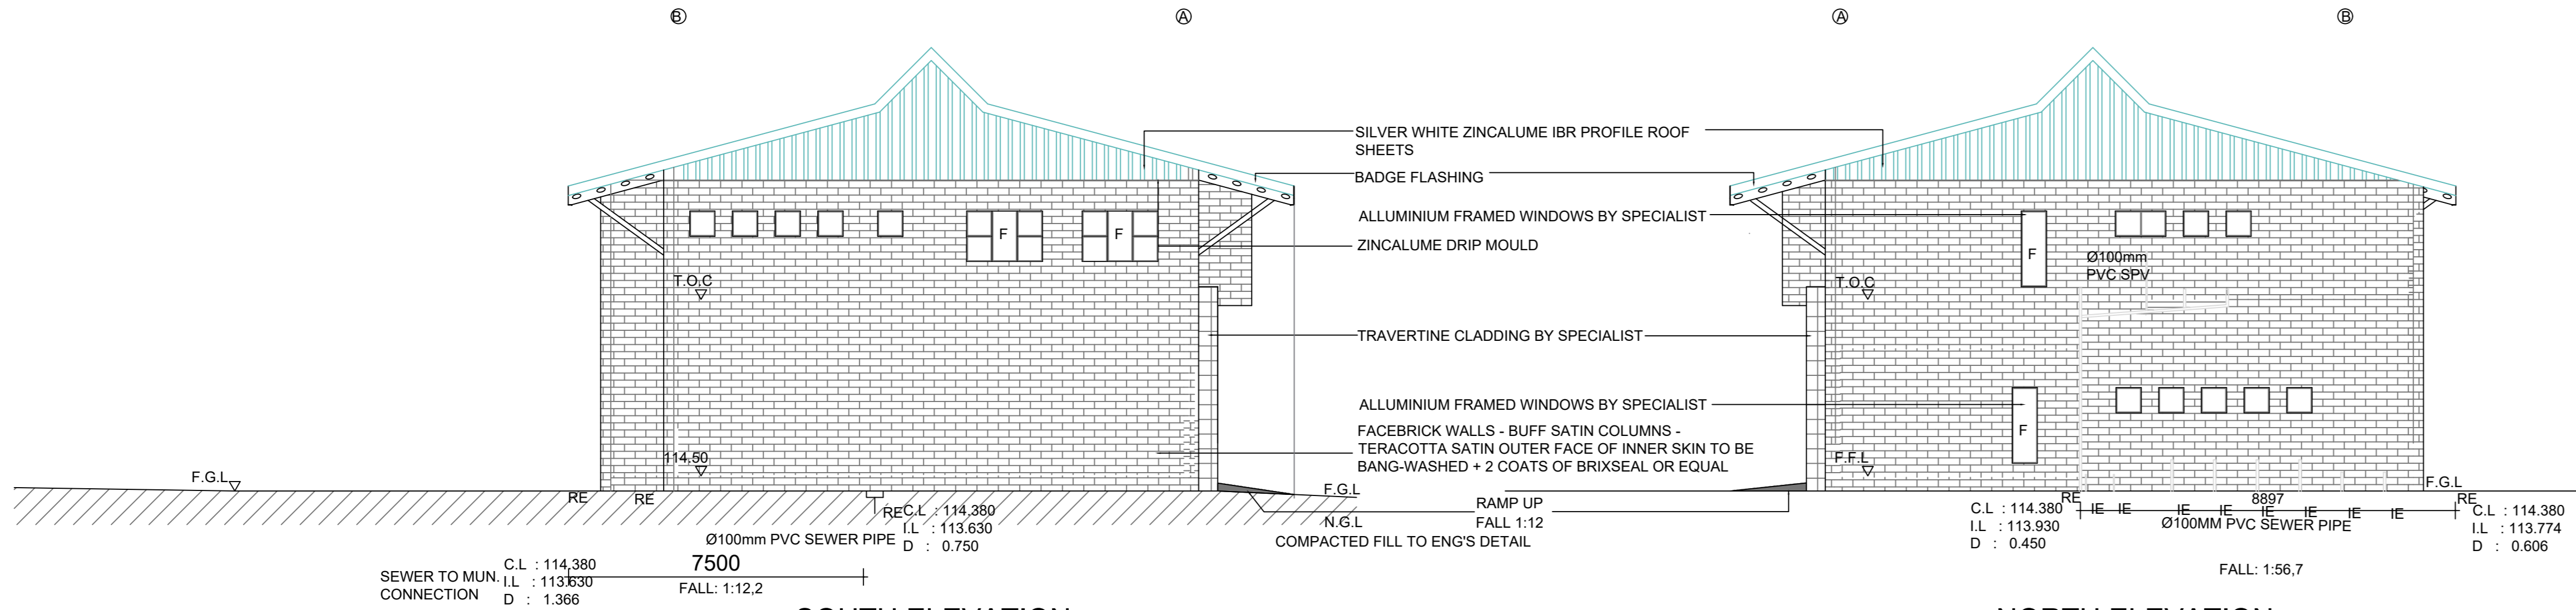 B
A
A
B
SILVER WHITE ZINCALUME IBR PROFILE ROOF
SHEETS
BADGE FLASHING
ALLUMINIUM FRAMED WINDOWS BY SPECIALIST
F
F
ZINCALUME DRIP MOULD
F
Ø100mm
PVC SPV
T.O.C
T.O.C
TRAVERTINE CLADDING BY SPECIALIST
ALLUMINIUM FRAMED WINDOWS BY SPECIALIST
F
FACEBRICK WALLS - BUFF SATIN COLUMNS -
TERACOTTA SATIN OUTER FACE OF INNER SKIN TO BE
BANG-WASHED + 2 COATS OF BRIXSEAL OR EQUAL
114.50
F.F.L
F.G.L
F.G.L
F.G.L
RE
RE
RE
C.L : 114.380
I.L : 113.630
D : 0.750
Ø100mm PVC SEWER PIPE
RAMP UP
N.G.L
FALL 1:12
COMPACTED FILL TO ENG'S DETAIL
RE
8897
RE
IE IE IE IE IE IE IE IE
Ø100MM PVC SEWER PIPE
C.L : 114.380
I.L : 113.930
D : 0.450
C.L : 114.380
I.L : 113.774
D : 0.606
FALL: 1:56,7
SEWER TO MUN.
CONNECTION
C.L : 114,380
I.L : 113.630
D : 1.366
7500
FALL: 1:12,2
SOUTH ELEVATION
NORTH ELEVATION